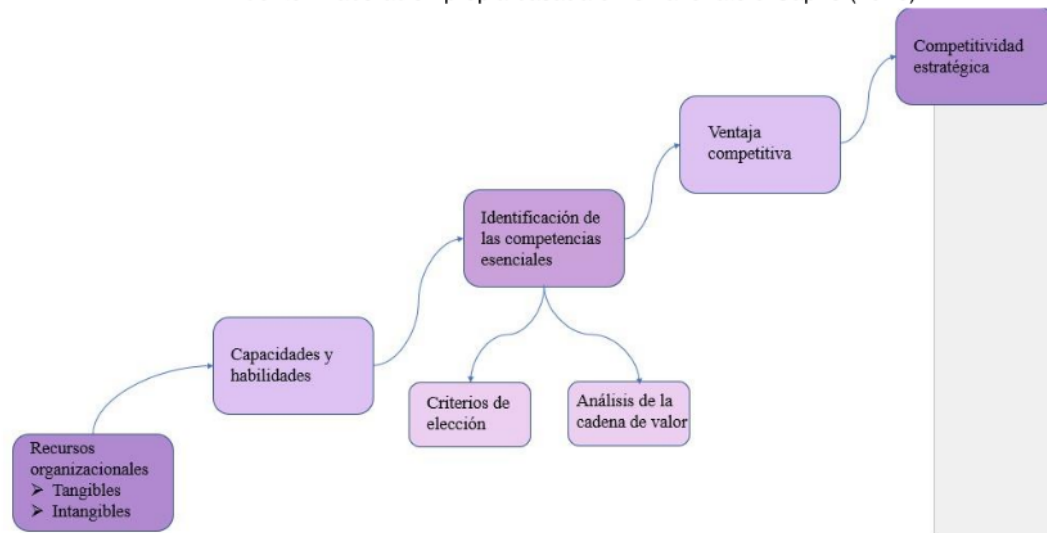 Competitividad
estratégica
Ventaja
competitiva
Identificación de
las competencias
esenciales
Capacidades y
habilidades
Criterios de
elección
Análisis de la
cadena de valor
Recursos
organizacionales
➢ Tangibles
➢ Intangibles